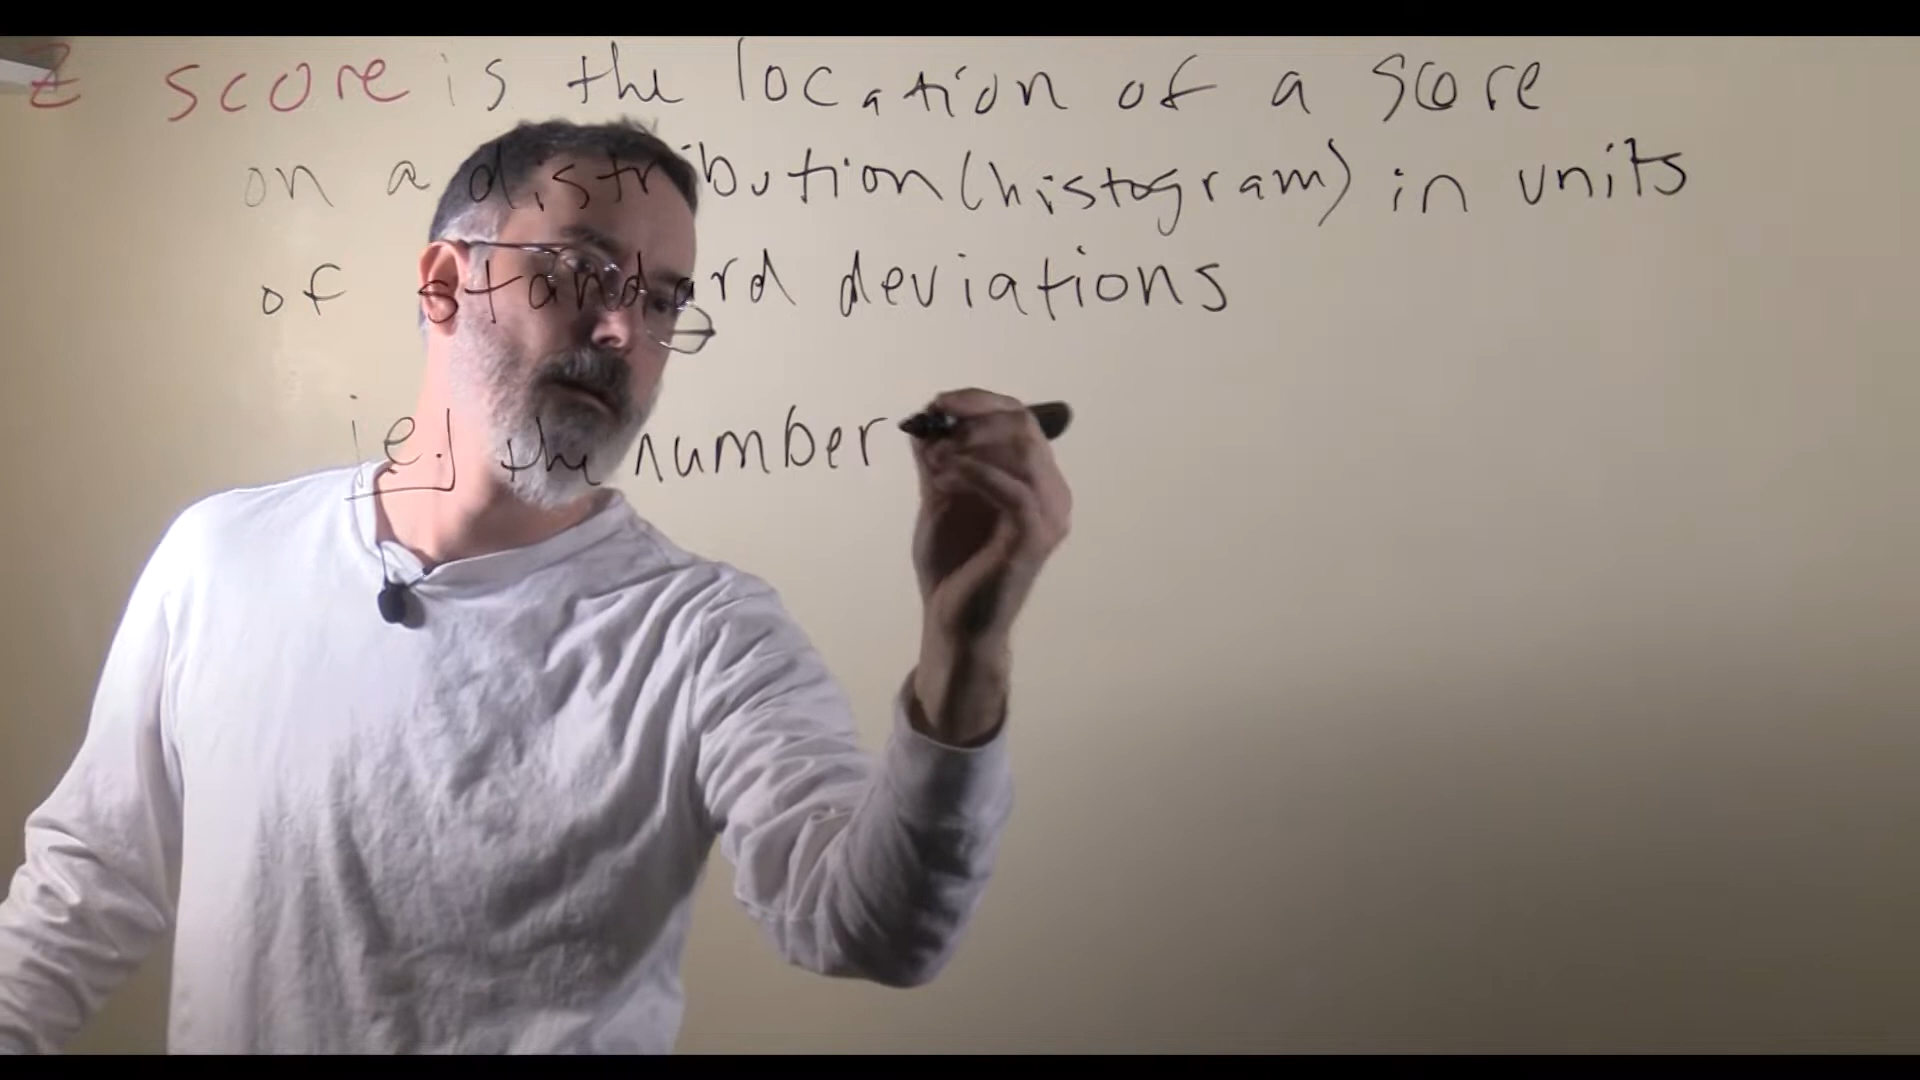 Z score is the location of a score
on a distribution (histogram) in units
of standard deviations
i.e.] the number